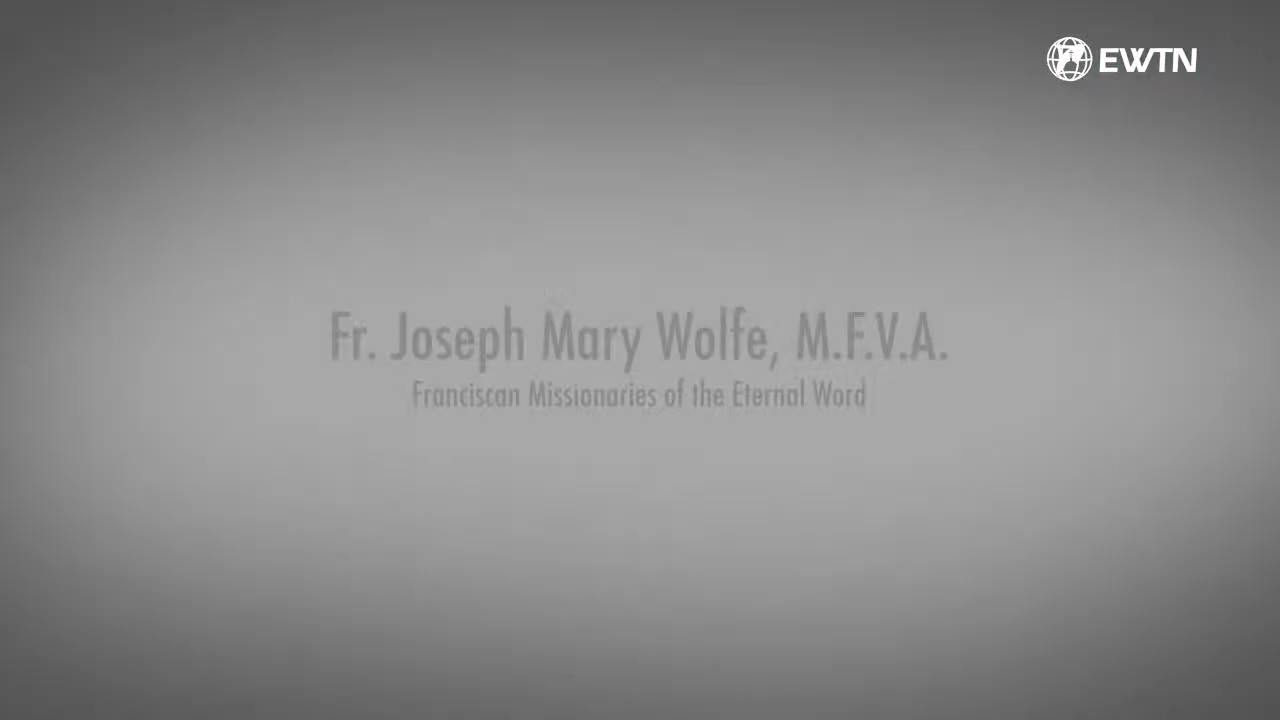 EWTN
Fr. Joseph Mary Wolfe, M.F.V.A.
Franciscan Missionaries of the Eternal Word